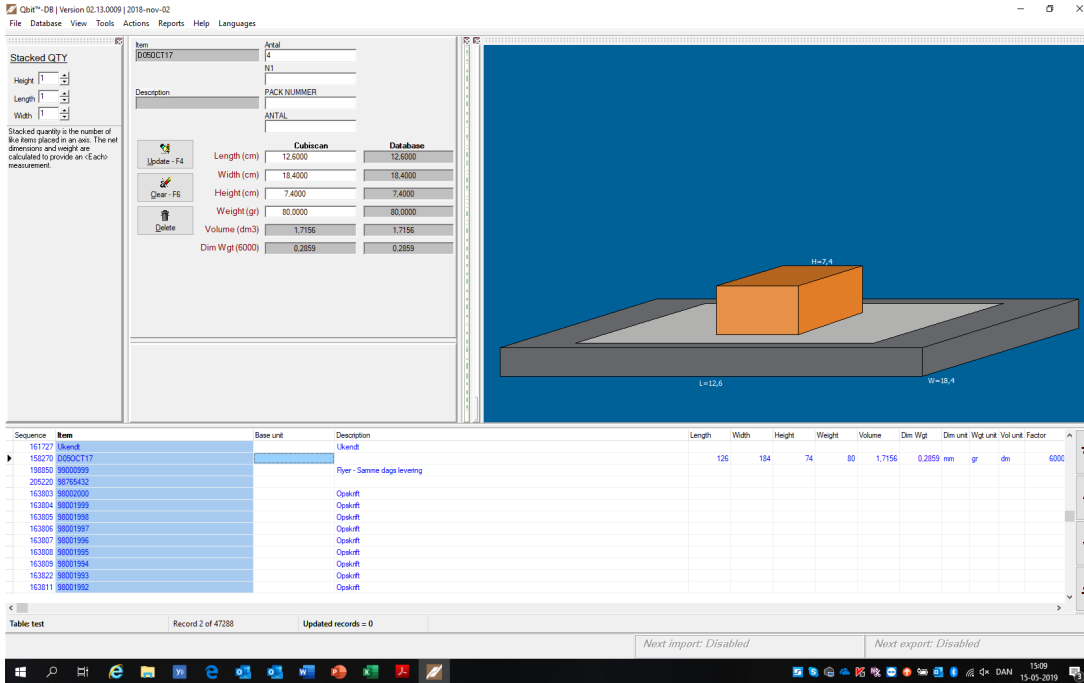 Qbit™-DB | Version 02.13.0009 | 2018-nov-02
File Database View Tools Actions Reports Help Languages
Stacked QTY
Height 1
Length 1
Width 1
Stacked quantity is the number of
like items placed in an axis. The net
dimensions and weight are
calculated to provide an <Each>
measurement.
Item
D050CT17
Antal
4
N1
Description
PACK NUMMER
ANTAL
Cubiscan Database
Update - F4
Clear - F6
Delete
Length (cm) 12,6000 12,6000
Width (cm) 18,4000 18,4000
Height (cm) 7,4000 7,4000
Weight (gr) 80,0000 80,0000
Volume (dm3) 1,7156 1,7156
Dim Wgt (6000) 0,2859 0,2859
H=7,4
L=12,6
W=18,4
Sequence Item Base unit Description Length Width Height Weight Volume Dim Wgt Dim unit Wgt unit Vol unit Factor
161727 Ukendt Ukendt
158270 D050CT17 126 184 74 80 1,7156 0,2859 mm gr dm 6000
198850 99000999 Flyer - Samme dags levering
205220 98765432
163803 98002000 Opskrift
163804 98001999 Opskrift
163805 98001998 Opskrift
163806 98001997 Opskrift
163807 98001996 Opskrift
163808 98001995 Opskrift
163809 98001994 Opskrift
163822 98001993 Opskrift
163811 98001992 Opskrift
Table: test Record 2 of 47288 Updated records = 0
Next import: Disabled Next export: Disabled
DAN
15:09
15-05-2019